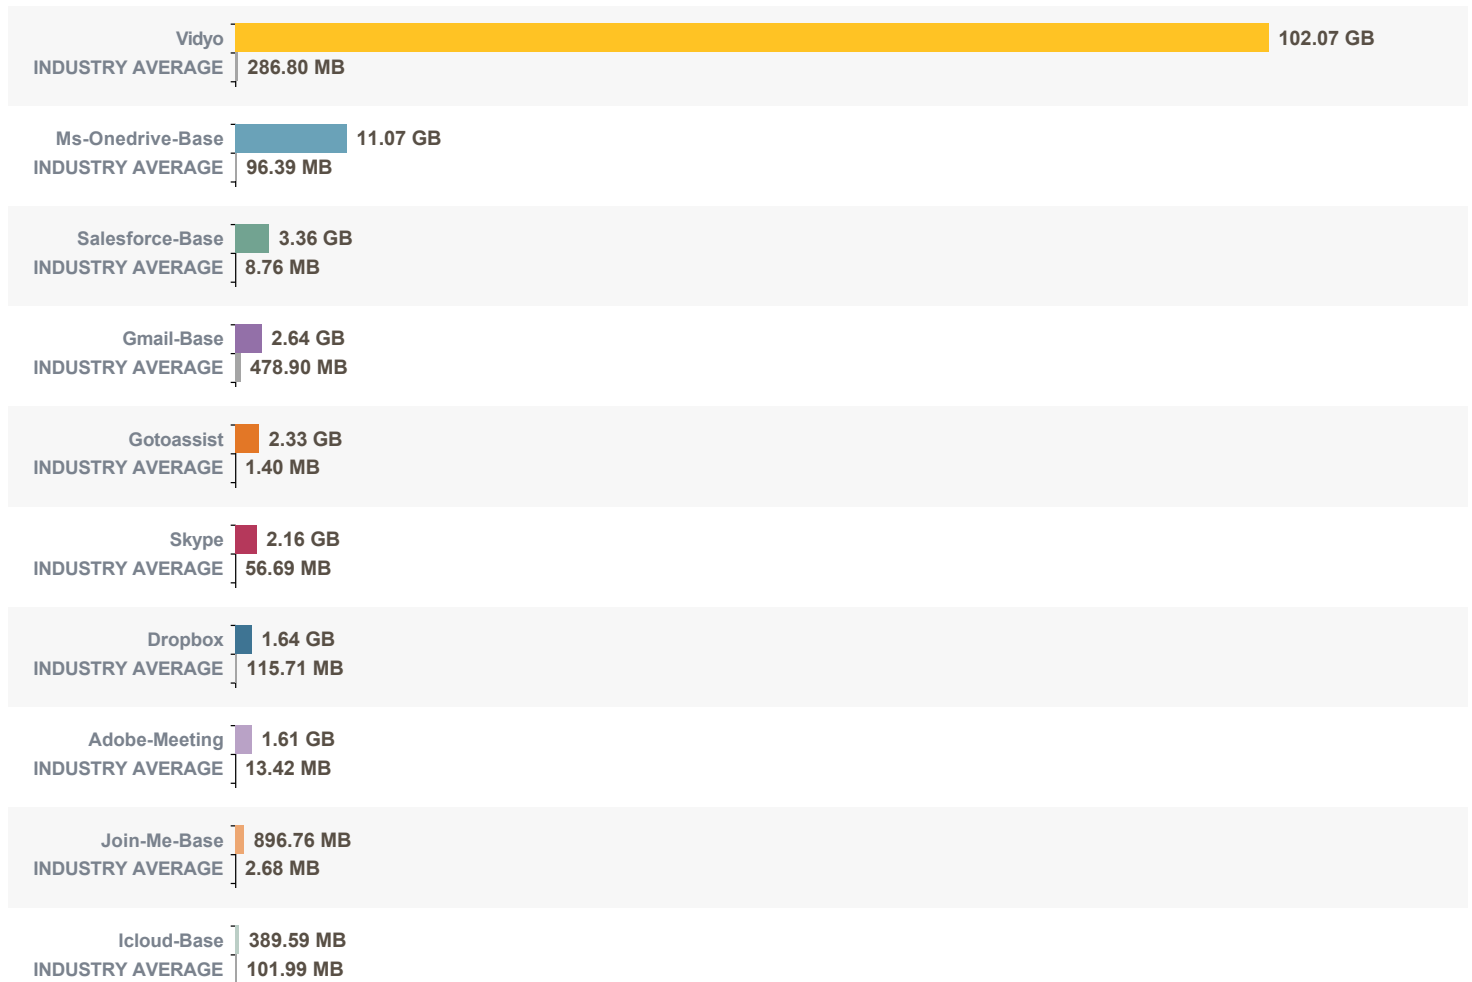 Vidyo 102.07 GB
INDUSTRY AVERAGE 286.80 MB
Ms-Onedrive-Base 11.07 GB
INDUSTRY AVERAGE 96.39 MB
Salesforce-Base 3.36 GB
INDUSTRY AVERAGE 8.76 MB
Gmail-Base 2.64 GB
INDUSTRY AVERAGE 478.90 MB
Gotoassist 2.33 GB
INDUSTRY AVERAGE 1.40 MB
Skype 2.16 GB
INDUSTRY AVERAGE 56.69 MB
Dropbox 1.64 GB
INDUSTRY AVERAGE 115.71 MB
Adobe-Meeting 1.61 GB
INDUSTRY AVERAGE 13.42 MB
Join-Me-Base 896.76 MB
INDUSTRY AVERAGE 2.68 MB
Icloud-Base 389.59 MB
INDUSTRY AVERAGE 101.99 MB